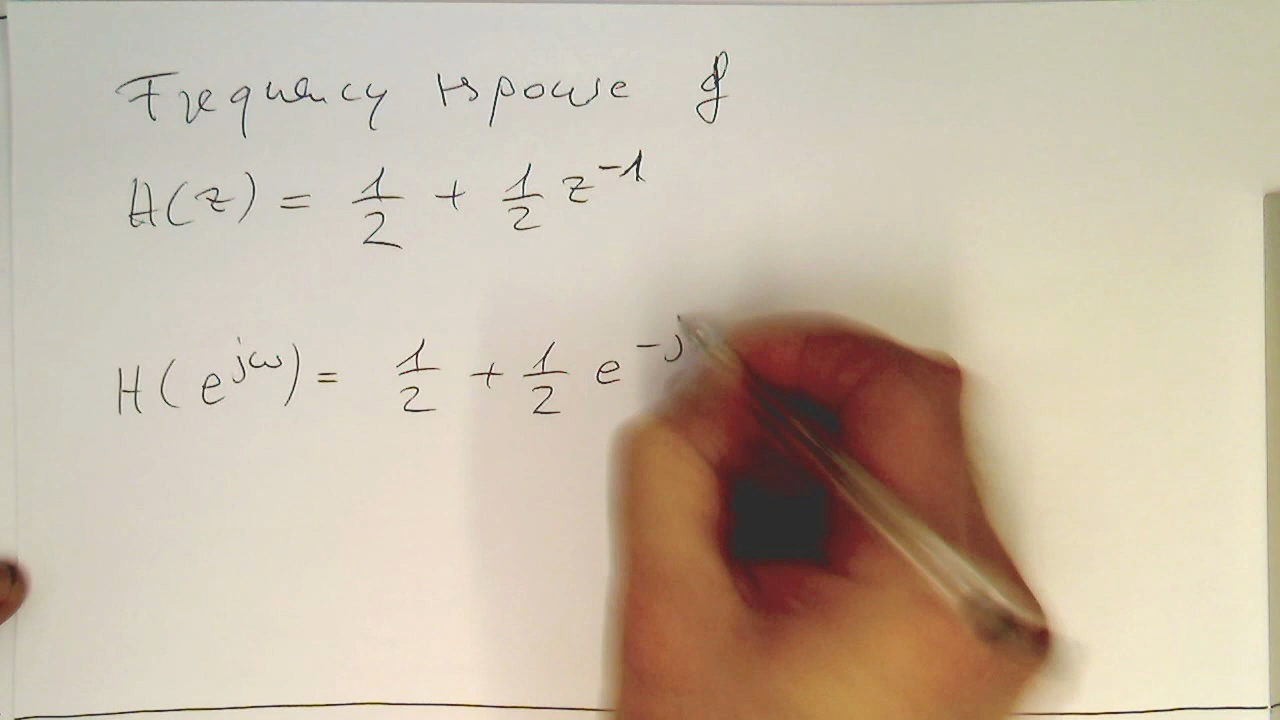 Frequency response of
H(z) = 1/2 + 1/2 z^-1
H(e^jω) = 1/2 + 1/2 e^-j